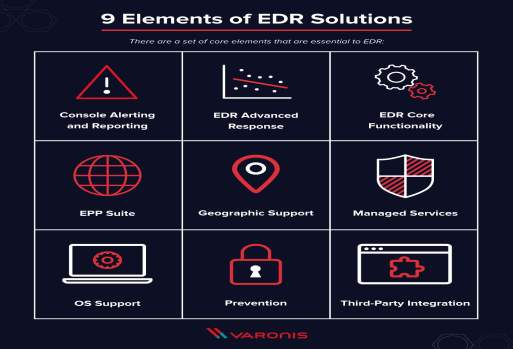 9 Elements of EDR Solutions
There are a set of core elements that are essential to EDR:
Console Alerting
and Reporting
EDR Advanced
Response
EDR Core
Functionality
EPP Suite
Geographic Support
Managed Services
OS Support
Prevention
Third-Party Integration
VARONIS